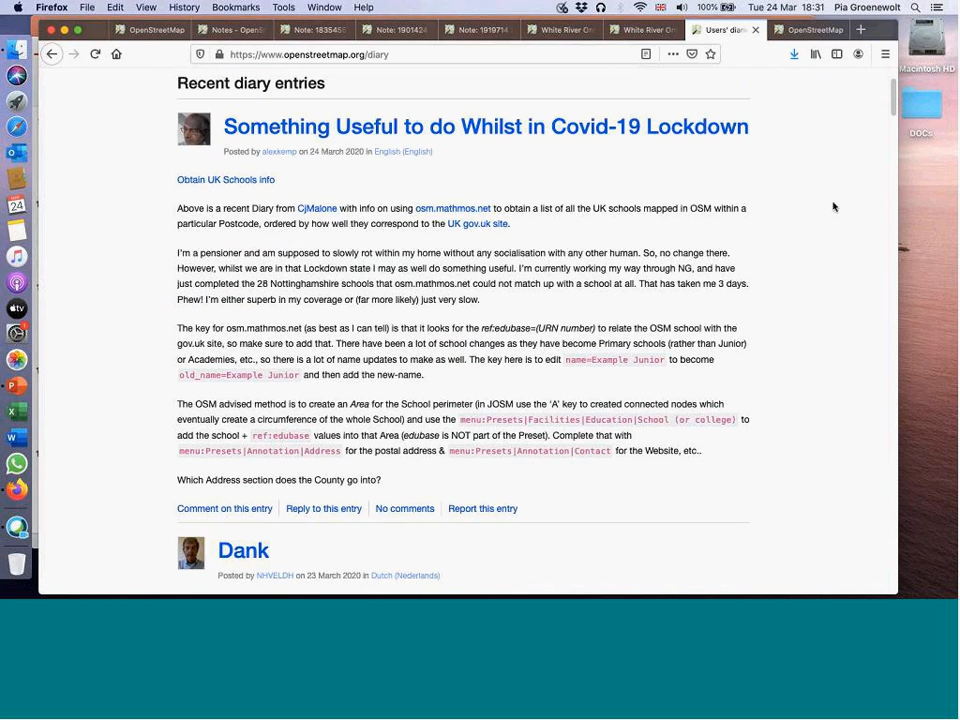 Firefox File Edit View History Bookmarks Tools Window Help 100% Tue 24 Mar 18:31 Pia Groenewolt
OpenStreetMap Notes - OpenS Note: 183545 Note: 1901424 Note: 1919714 White River On White River On Users' diar OpenStreetMap
https://www.openstreetmap.org/diary
Macintosh HD
DOCs
Recent diary entries
Something Useful to do Whilst in Covid-19 Lockdown
Posted by alexkemp on 24 March 2020 in English (English)
Obtain UK Schools info
Above is a recent Diary from CjMalone with info on using osm.mathmos.net to obtain a list of all the UK schools mapped in OSM within a
particular Postcode, ordered by how well they correspond to the UK gov.uk site.
I'm a pensioner and am supposed to slowly rot within my home without any socialisation with any other human. So, no change there.
However, whilst we are in that Lockdown state I may as well do something useful. I'm currently working my way through NG, and have
just completed the 28 Nottinghamshire schools that osm.mathmos.net could not match up with a school at all. That has taken me 3 days.
Phew! I'm either superb in my coverage or (far more likely) just very slow.
The key for osm.mathmos.net (as best as I can tell) is that it looks for the ref:edubase=(URN number) to relate the OSM school with the
gov.uk site, so make sure to add that. There have been a lot of school changes as they have become Primary schools (rather than Junior)
or Academies, etc., so there is a lot of name updates to make as well. The key here is to edit name=Example Junior to become
old_name=Example Junior and then add the new-name.
The OSM advised method is to create an Area for the School perimeter (in JOSM use the 'A' key to created connected nodes which
eventually create a circumference of the whole School) and use the menu:Presets|Facilities|Education|School (or college) to
add the school + ref:edubase values into that Area (edubase is NOT part of the Preset). Complete that with
menu:Presets|Annotation|Address for the postal address & menu:Presets|Annotation|Contact for the Website, etc..
Which Address section does the County go into?
Comment on this entry Reply to this entry No comments Report this entry
Dank
Posted by NHVELDH on 23 March 2020 in Dutch (Nederlands)